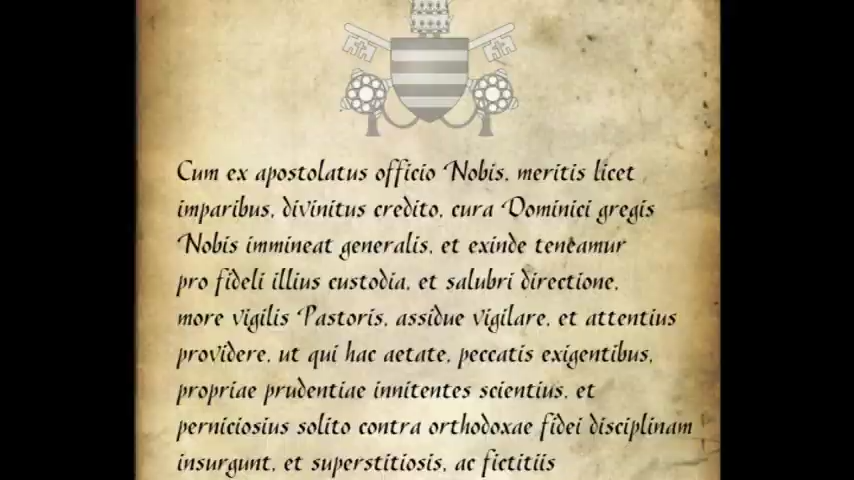 Cum ex apostolatus officio Nobis, meritis licet
imparibus, divinitus credito, cura Dominici gregis
Nobis immineat generalis, et exinde teneamur
pro fideli illius custodia, et salubri directione,
more vigilis Pastoris, assidue vigilare, et attentius
providere, ut qui hac aetate, peccatis exigentibus,
propriae prudentiae innitentes scientius, et
perniciosius solito contra orthodoxae fidei disciplinam
insurgunt, et superstitiosis, ac fictitiis